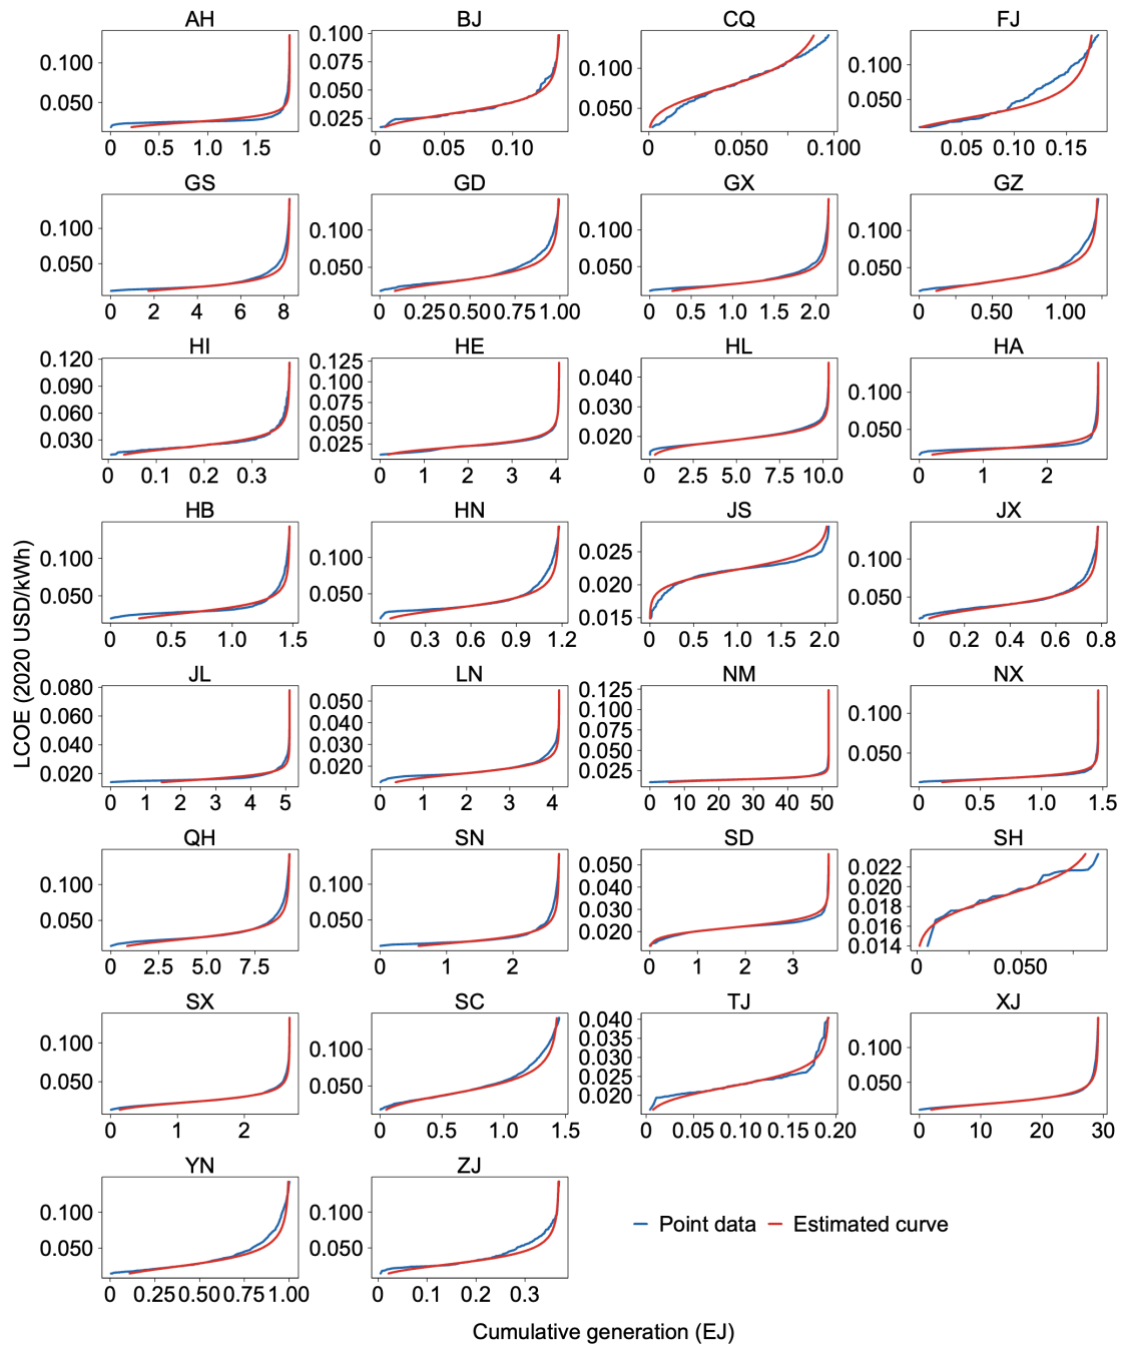 AH BJ CQ FJ
0.100 0.050
0 0.5 1.0 1.5
0.100 0.075 0.050 0.025
0 0.05 0.10
0.100 0.050
0 0.050 0.100
0.100 0.050
0.05 0.10 0.15
GS GD GX GZ
0.100 0.050
2 4 6 8
0.100 0.050
0 0.25 0.50 0.75 1.00
0.100 0.050
0 0.5 1.0 1.5 2.0
0.100 0.050
0 0.50 1.00
HI HE HL HA
0.120 0.090 0.060 0.030
0 0.1 0.2 0.3
0.125 0.100 0.075 0.050 0.025
0 1 2 3 4
0.040 0.030 0.020
0 2.5 5.0 7.5 10.0
0.100 0.050
0 1 2
HB HN JS JX
0.100 0.050
0 0.5 1.0 1.5
0.100 0.050
0 0.3 0.6 0.9 1.2
0.025 0.020 0.015
0 0.5 1.0 1.5 2.0
0.100 0.050
0 0.2 0.4 0.6 0.8
LCOE (2020 USD/kWh)
JL LN NM NX
0.080 0.060 0.040 0.020
0 1 2 3 4 5
0.050 0.040 0.030 0.020
0 1 2 3 4
0.125 0.100 0.075 0.050 0.025
0 10 20 30 40 50
0.100 0.050
0 0.5 1.0 1.5
QH SN SD SH
0.100 0.050
0 2.5 5.0 7.5
0.100 0.050
0 1 2
0.050 0.040 0.030 0.020
0 1 2 3
0.022 0.020 0.018 0.016 0.014
0 0.050
SX SC TJ XJ
0.100 0.050
0 1 2
0.100 0.050
0 0.5 1.0 1.5
0.040 0.035 0.030 0.025 0.020
0 0.05 0.10 0.15 0.20
0.100 0.050
0 10 20 30
YN ZJ
0.100 0.050
0 0.25 0.50 0.75 1.00
0.100 0.050
0 0.1 0.2 0.3
Point data Estimated curve
Cumulative generation (EJ)